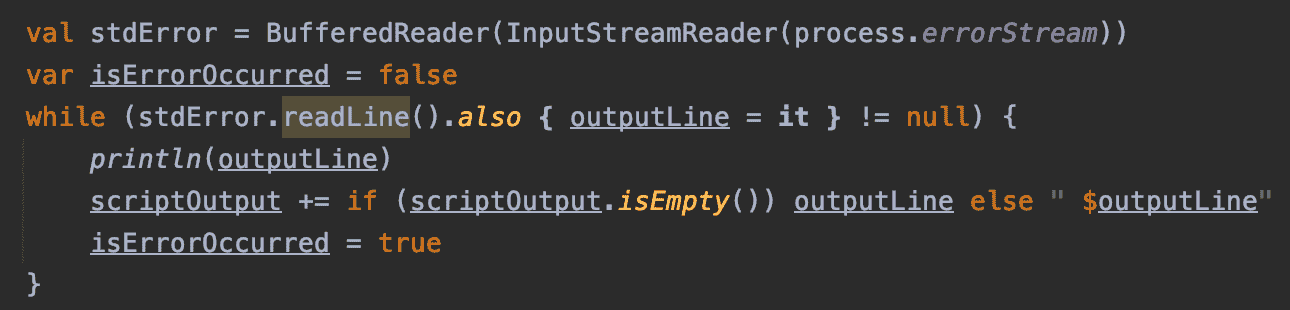 val stdError = BufferedReader(InputStreamReader(process.errorStream))
var isErrorOccurred = false
while (stdError.readLine().also { outputLine = it } != null) {
    println(outputLine)
    scriptOutput += if (scriptOutput.isEmpty()) outputLine else " $outputLine"
    isErrorOccurred = true
}